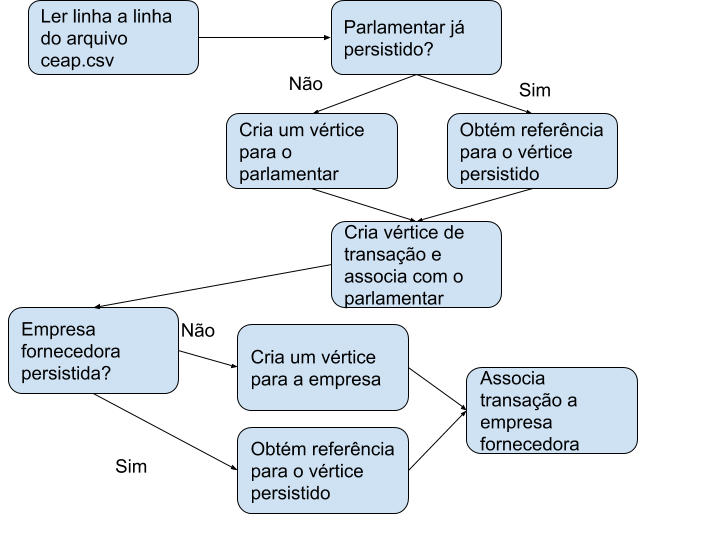 Ler linha a linha
do arquivo
ceap.csv
Parlamentar já
persistido?
Não
Sim
Cria um vértice
para o
parlamentar
Obtém referência
para o vértice
persistido
Cria vértice de
transação e
associa com o
parlamentar
Empresa
fornecedora
persistida?
Não
Cria um vértice
para a empresa
Sim
Obtém referência
para o vértice
persistido
Associa
transação a
empresa
fornecedora